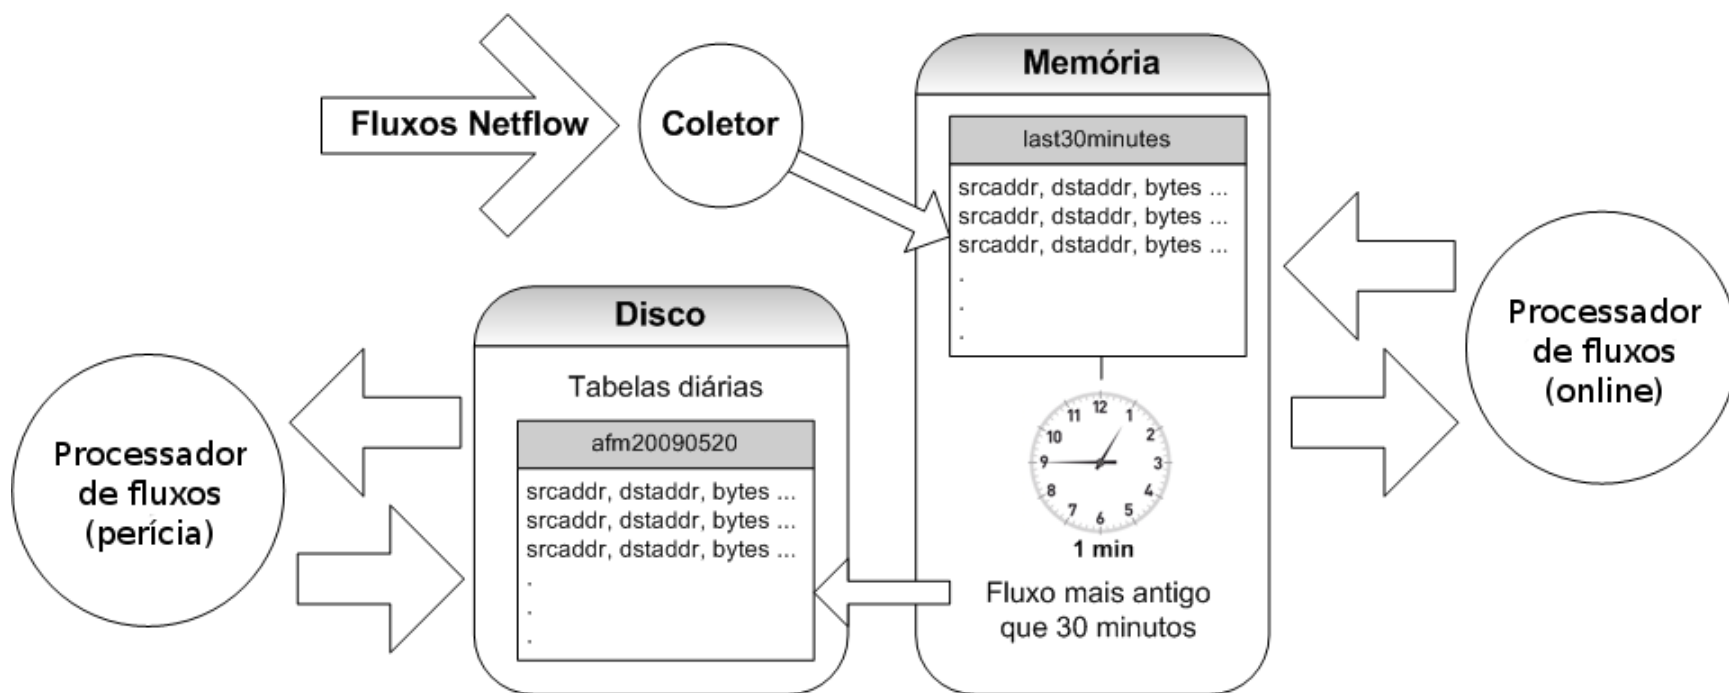 Fluxos Netflow
Coletor
Memória
last30minutes
srcaddr, dstaddr, bytes ...
srcaddr, dstaddr, bytes ...
srcaddr, dstaddr, bytes ...
.
.
.
12
1
2
3
4
5
6
7
8
9
10
11
1 min
Fluxo mais antigo
que 30 minutos
Processador
de fluxos
(online)
Disco
Tabelas diárias
afm20090520
srcaddr, dstaddr, bytes ...
srcaddr, dstaddr, bytes ...
srcaddr, dstaddr, bytes ...
.
.
.
Processador
de fluxos
(perícia)